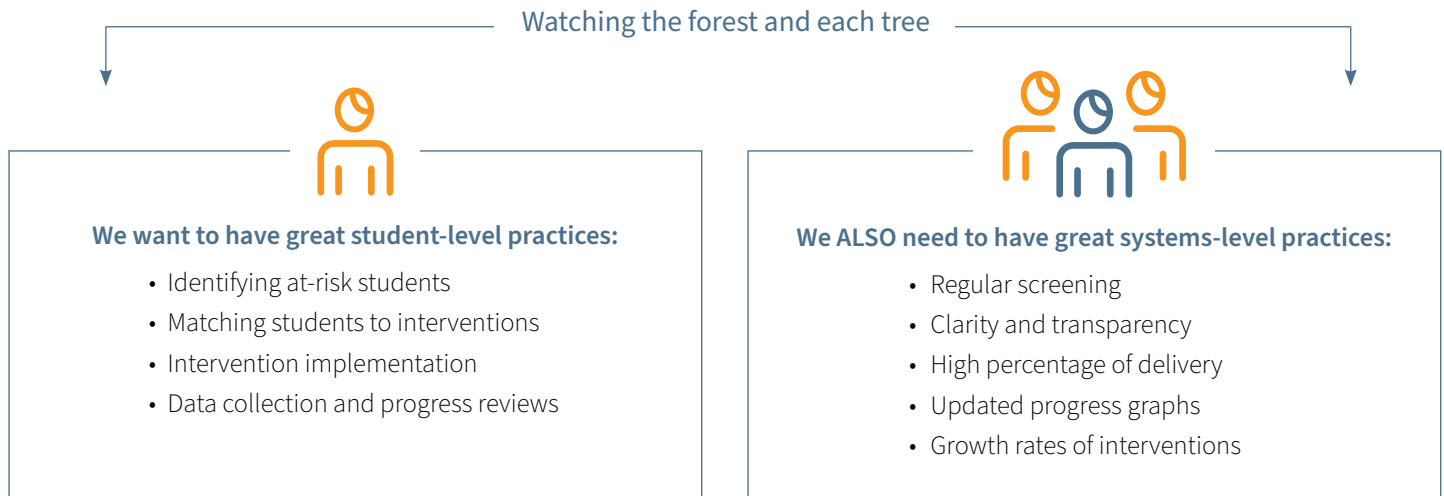 Watching the forest and each tree
We want to have great student-level practices:
• Identifying at-risk students
• Matching students to interventions
• Intervention implementation
• Data collection and progress reviews
We ALSO need to have great systems-level practices:
• Regular screening
• Clarity and transparency
• High percentage of delivery
• Updated progress graphs
• Growth rates of interventions